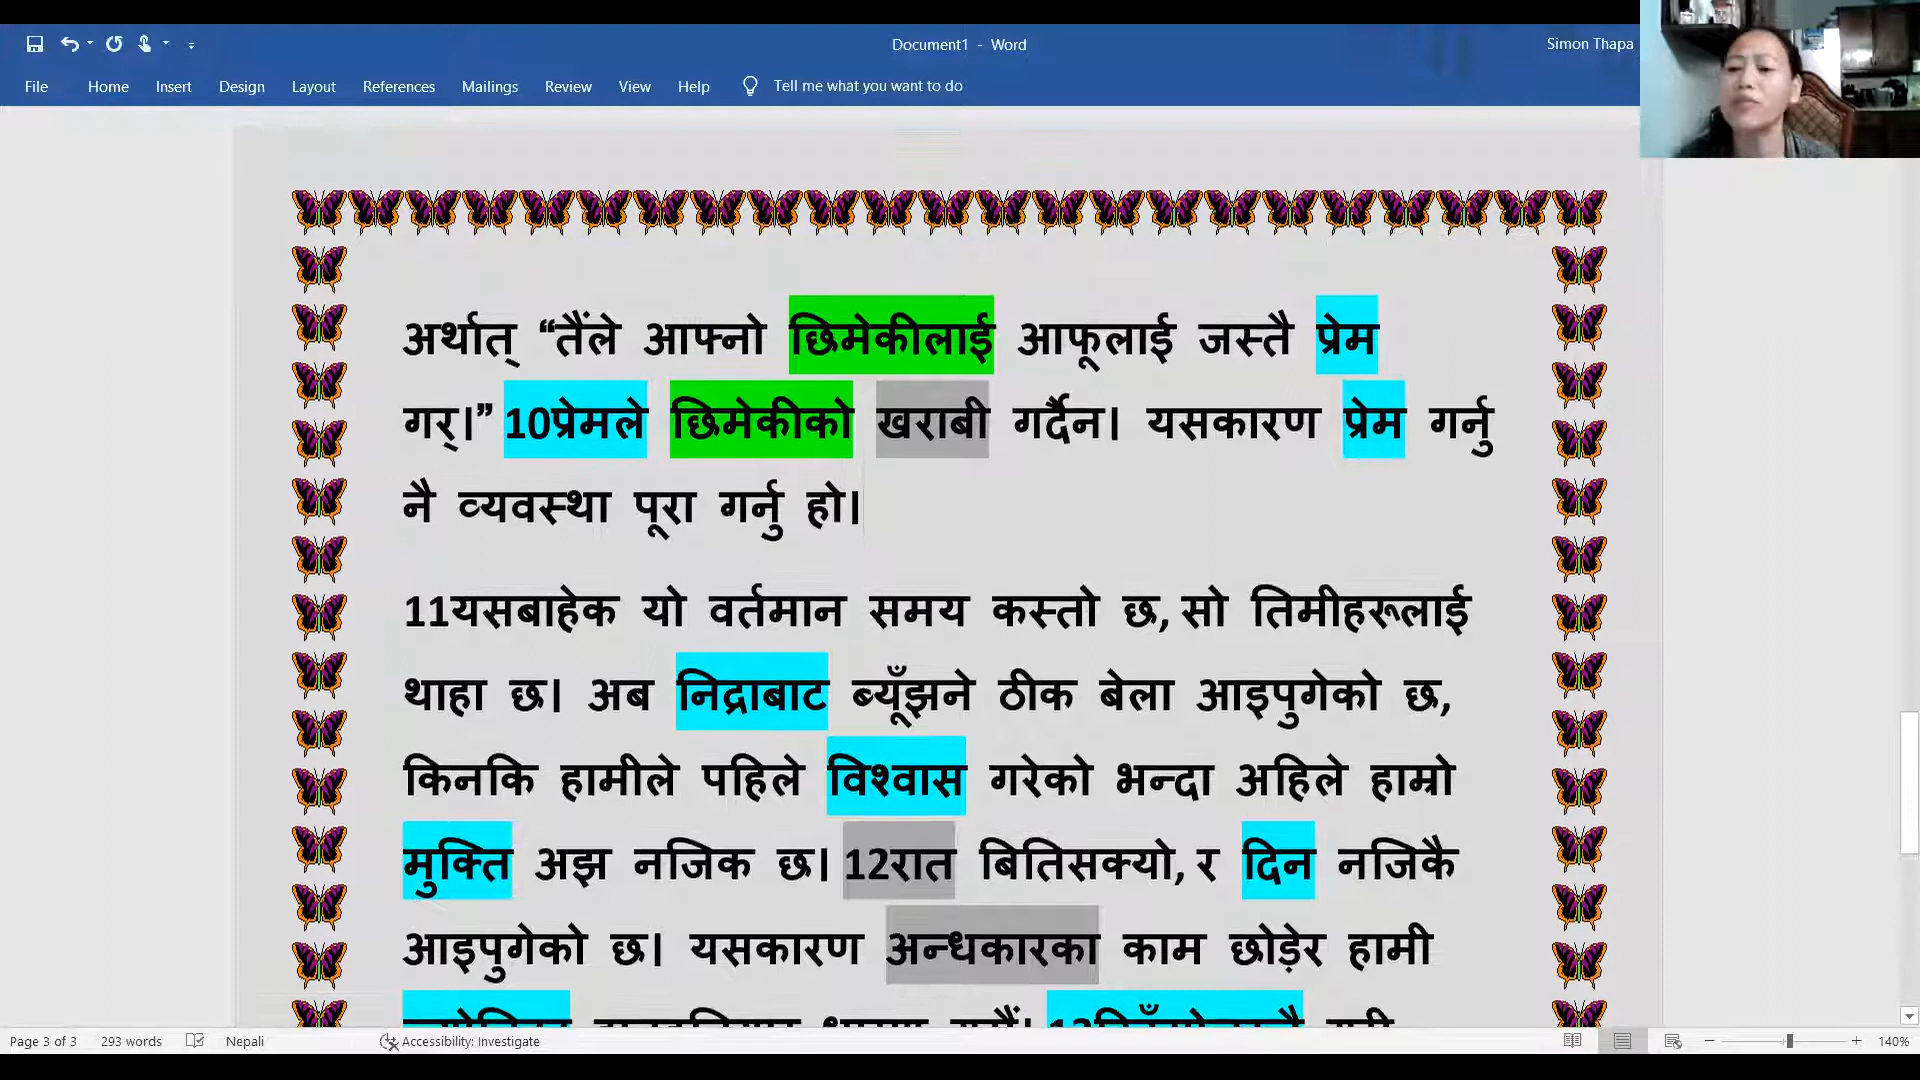 Document1 - Word
Simon Thapa
File Home Insert Design Layout References Mailings Review View Help Tell me what you want to do
अर्थात् “तैंले आफ्नो छिमेकीलाई आफूलाई जस्तै प्रेम
गर्।” 10प्रेमले छिमेकीको खराबी गर्दैन। यसकारण प्रेम गर्नु
नै व्यवस्था पूरा गर्नु हो।
11यसबाहेक यो वर्तमान समय कस्तो छ, सो तिमीहरूलाई
थाहा छ। अब निद्राबाट ब्यूँझने ठीक बेला आइपुगेको छ,
किनकि हामीले पहिले विश्वास गरेको भन्दा अहिले हाम्रो
मुक्ति अझ नजिक छ। 12रात बितिसक्यो, र दिन नजिकै
आइपुगेको छ। यसकारण अन्धकारका काम छोड़ेर हामी
Page 3 of 3 293 words Nepali Accessibility: Investigate 140%